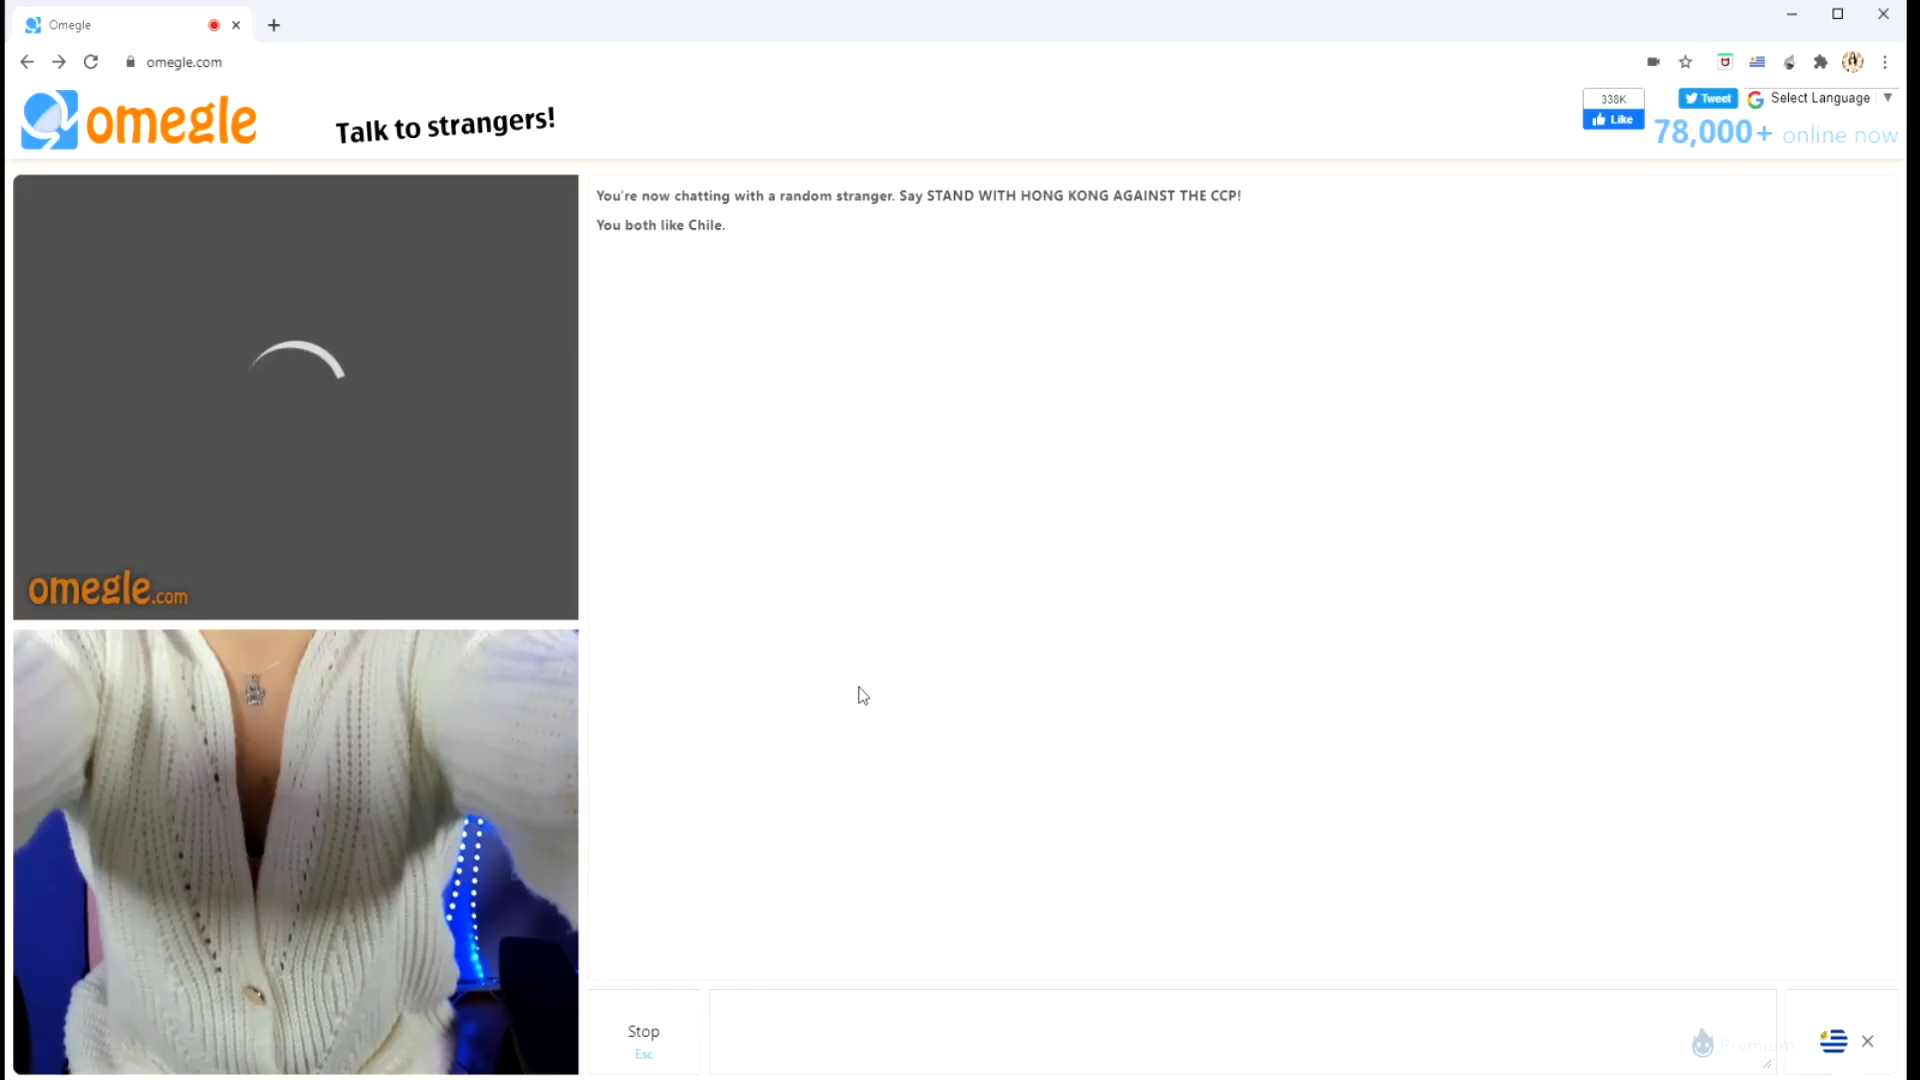 Omegle
omegle.com
omegle
Talk to strangers!
338K
Like
Tweet
Select Language
78,000+ online now
You're now chatting with a random stranger. Say STAND WITH HONG KONG AGAINST THE CCP!
You both like Chile.
omegle.com
Stop
Esc
Premium